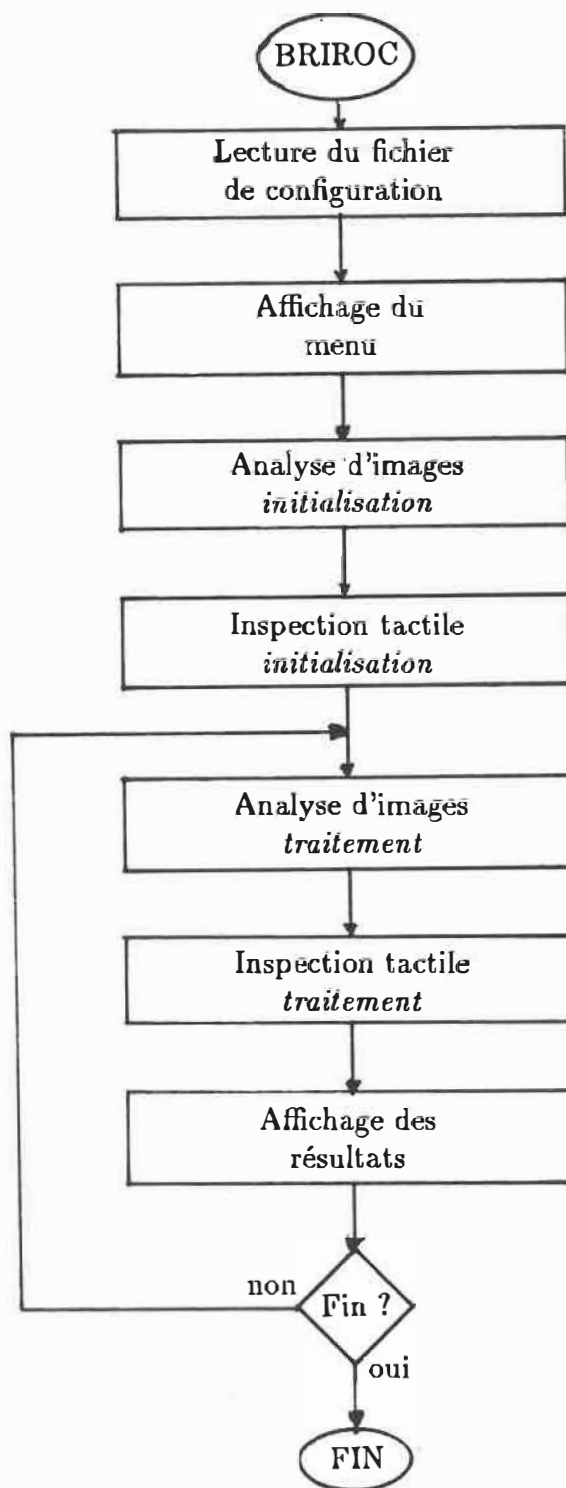 BRIROC
Lecture du fichier
de configuration
Affichage du
menu
Analyse d'images
initialisation
Inspection tactile
initialisation
Analyse d'images
traitement
Inspection tactile
traitement
Affichage des
résultats
non
Fin ?
oui
FIN